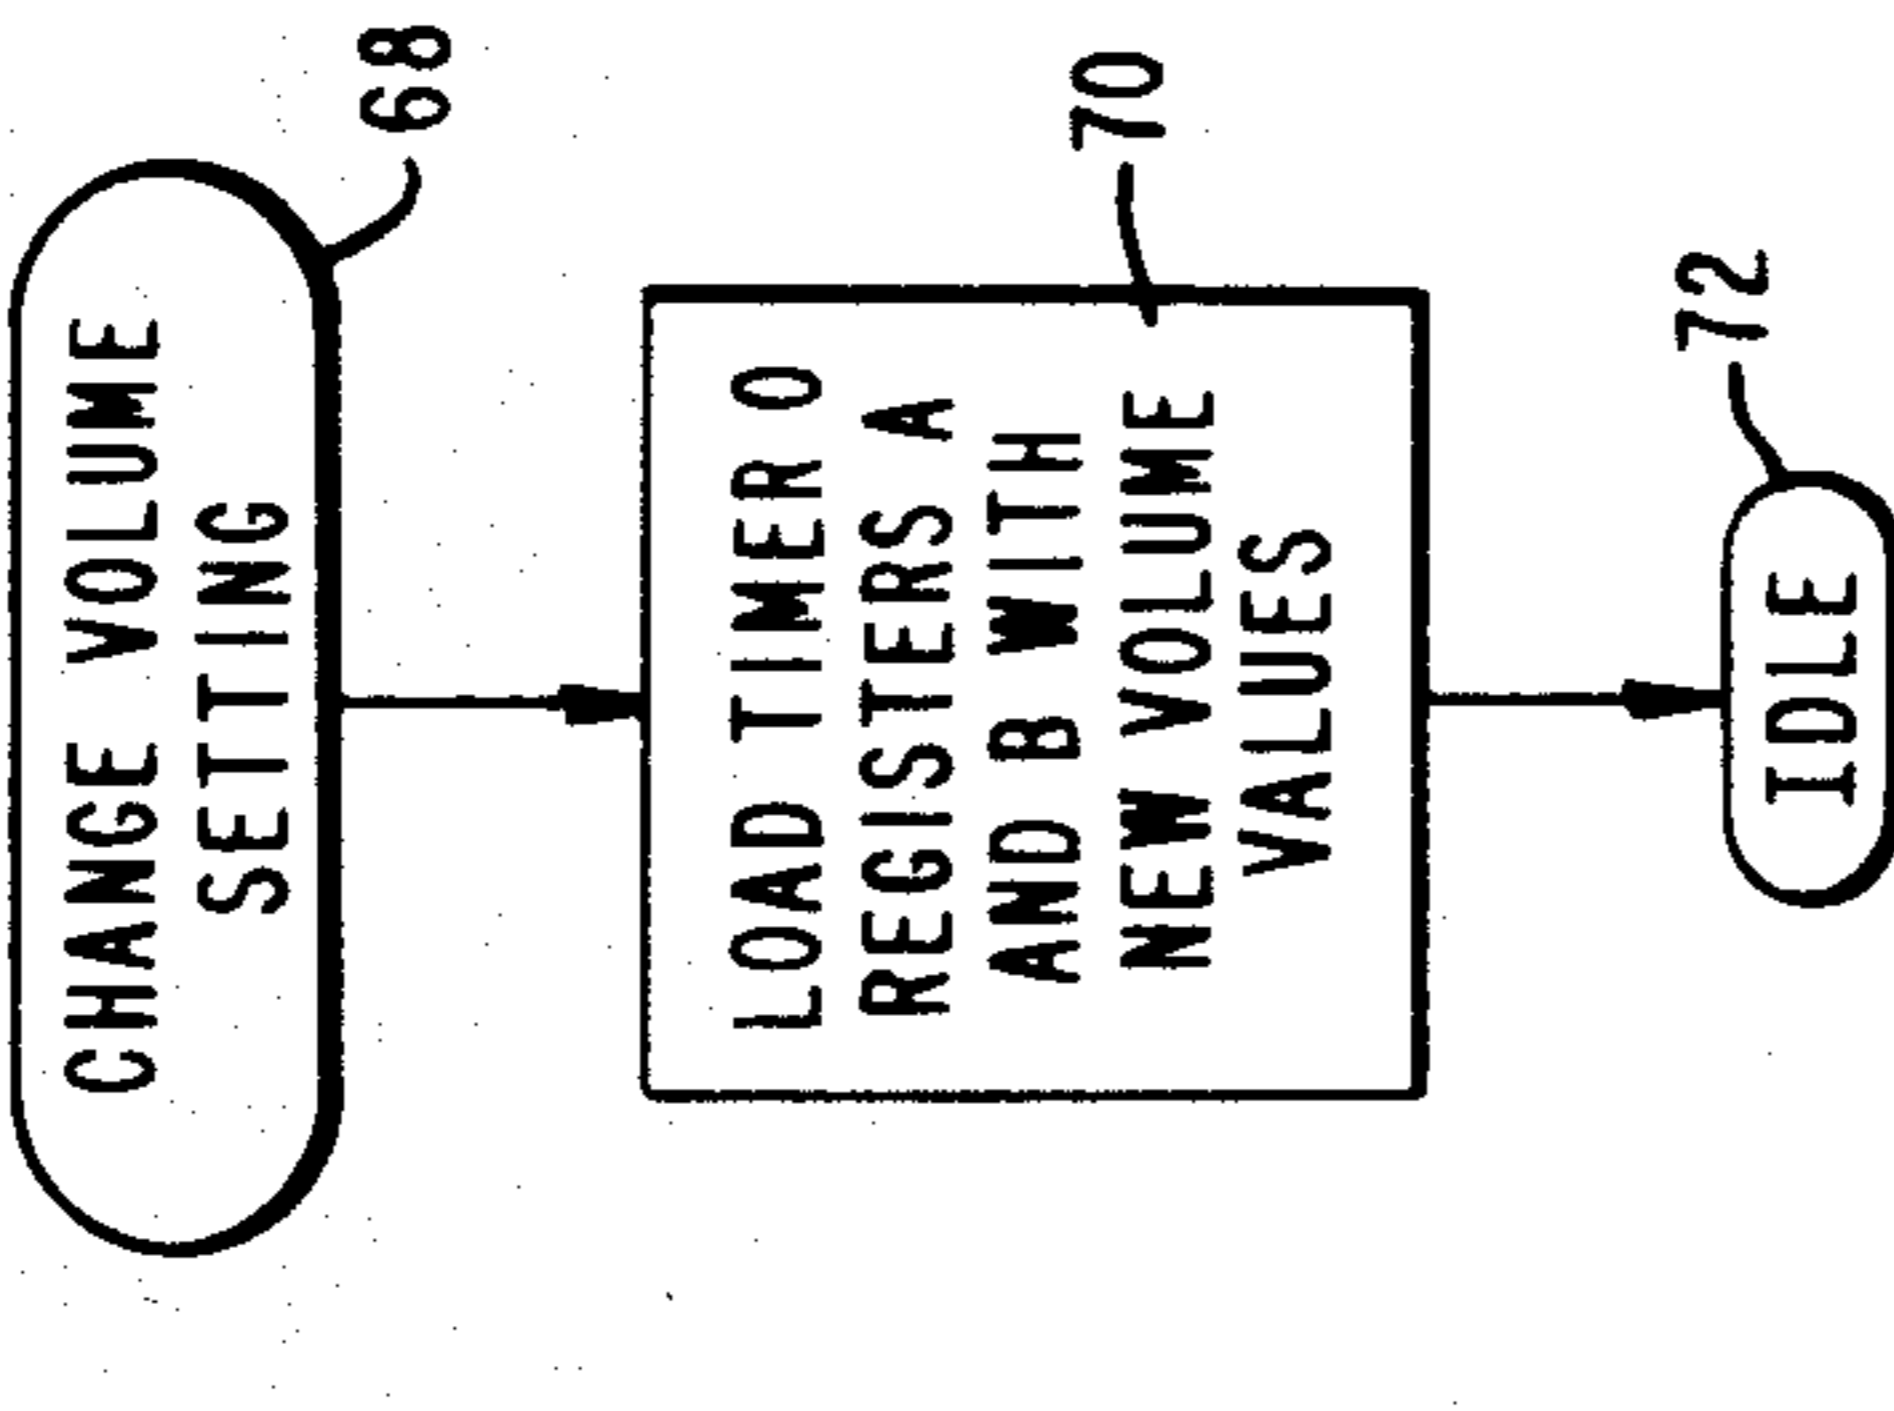 CHANGE VOLUME
SETTING
68
LOAD TIMER 0
REGISTERS A
AND B WITH
NEW VOLUME
VALUES
70
IDLE
72